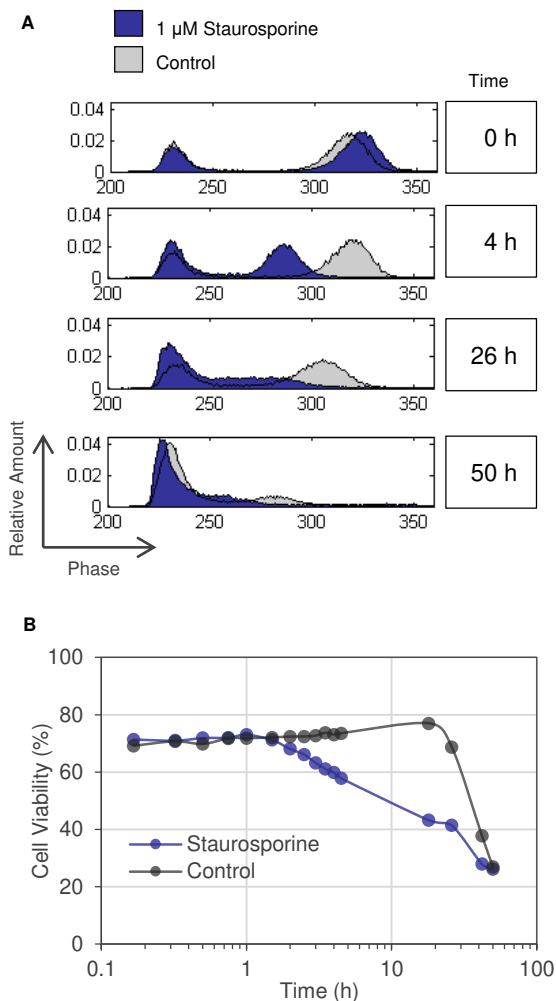 A
1 µM Staurosporine
Control
Time
0.04
0.02
0
200 250 300 350
0 h
0.04
0.02
0
200 250 300 350
4 h
0.04
0.02
0
200 250 300 350
26 h
0.04
0.02
0
200 250 300 350
50 h
Relative Amount
Phase
B
100
80
60
40
20
0
Cell Viability (%)
Staurosporine
Control
0.1 1 10 100
Time (h)